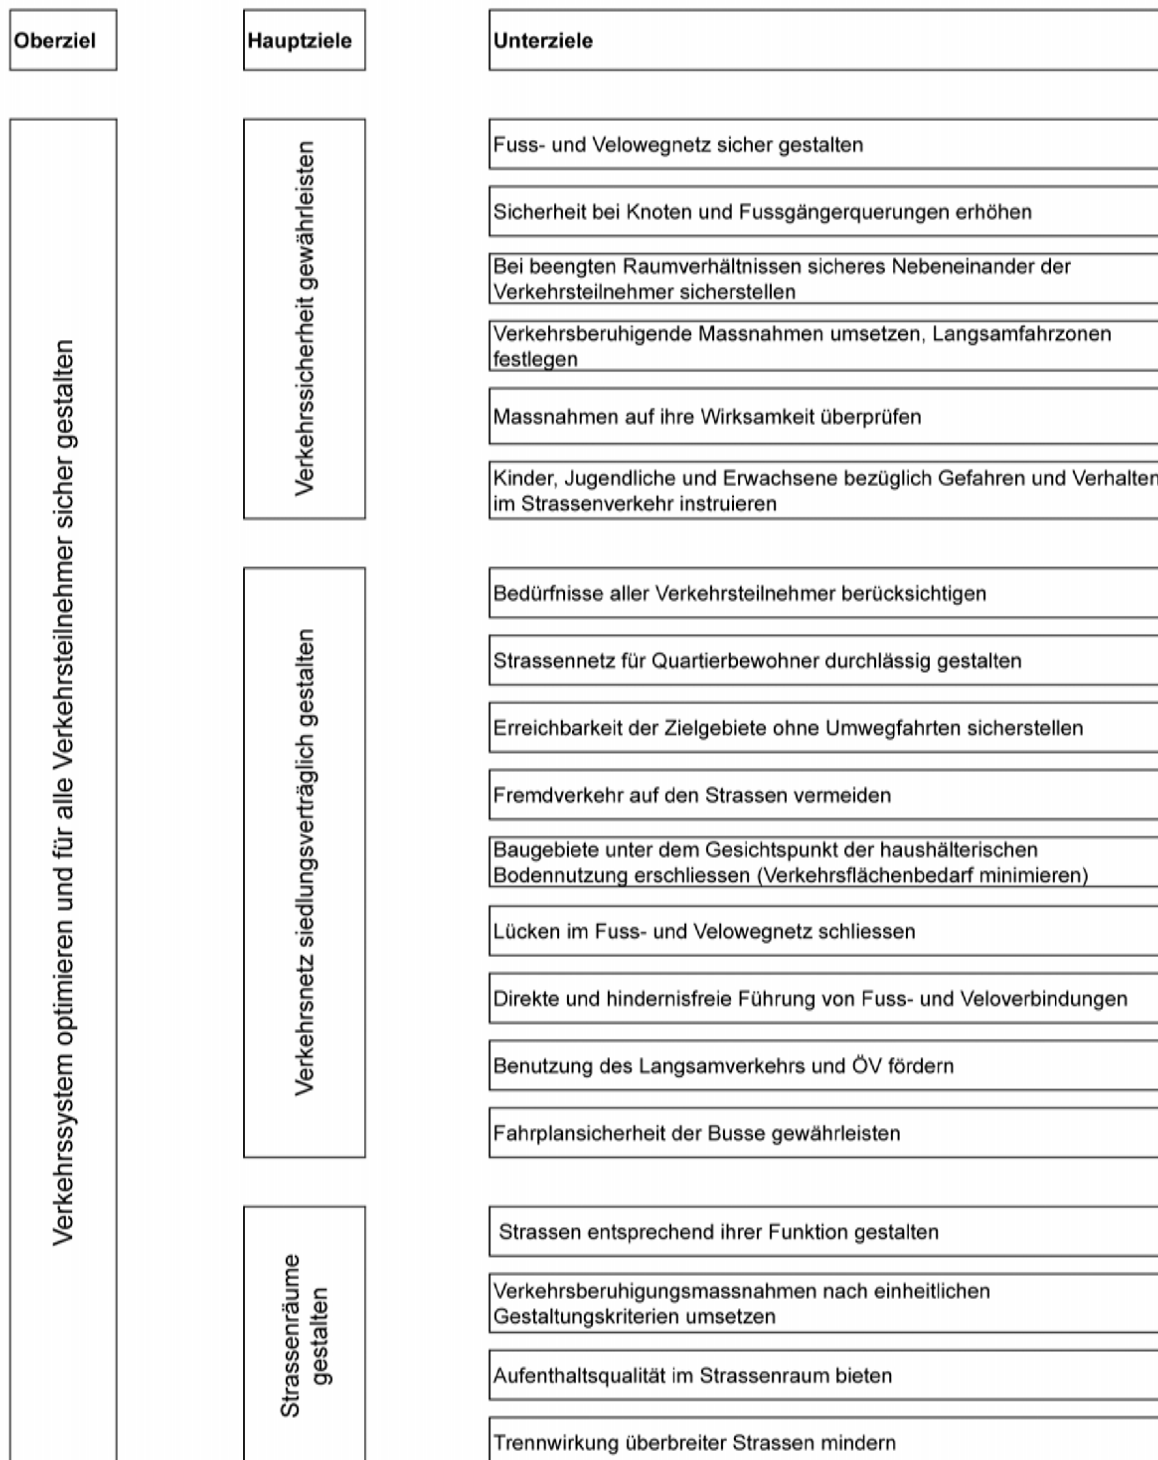 Oberziel
Hauptziele
Unterziele
Verkehrssystem optimieren und für alle Verkehrsteilnehmer sicher gestalten
Verkehrssicherheit gewährleisten
Fuss- und Velowegnetz sicher gestalten
Sicherheit bei Knoten und Fussgängerquerungen erhöhen
Bei beengten Raumverhältnissen sicheres Nebeneinander der
Verkehrsteilnehmer sicherstellen
Verkehrsberuhigende Massnahmen umsetzen, Langsamfahrzonen
festlegen
Massnahmen auf ihre Wirksamkeit überprüfen
Kinder, Jugendliche und Erwachsene bezüglich Gefahren und Verhalten
im Strassenverkehr instruieren
Verkehrsnetz siedlungsverträglich gestalten
Bedürfnisse aller Verkehrsteilnehmer berücksichtigen
Strassennetz für Quartierbewohner durchlässig gestalten
Erreichbarkeit der Zielgebiete ohne Umwegfahrten sicherstellen
Fremdverkehr auf den Strassen vermeiden
Baugebiete unter dem Gesichtspunkt der haushälterischen
Bodennutzung erschliessen (Verkehrsflächenbedarf minimieren)
Lücken im Fuss- und Velowegnetz schliessen
Direkte und hindernisfreie Führung von Fuss- und Veloverbindungen
Benutzung des Langsamverkehrs und ÖV fördern
Fahrplansicherheit der Busse gewährleisten
Strassenräume
gestalten
Strassen entsprechend ihrer Funktion gestalten
Verkehrsberuhigungsmassnahmen nach einheitlichen
Gestaltungskriterien umsetzen
Aufenthaltsqualität im Strassenraum bieten
Trennwirkung überbreiter Strassen mindern